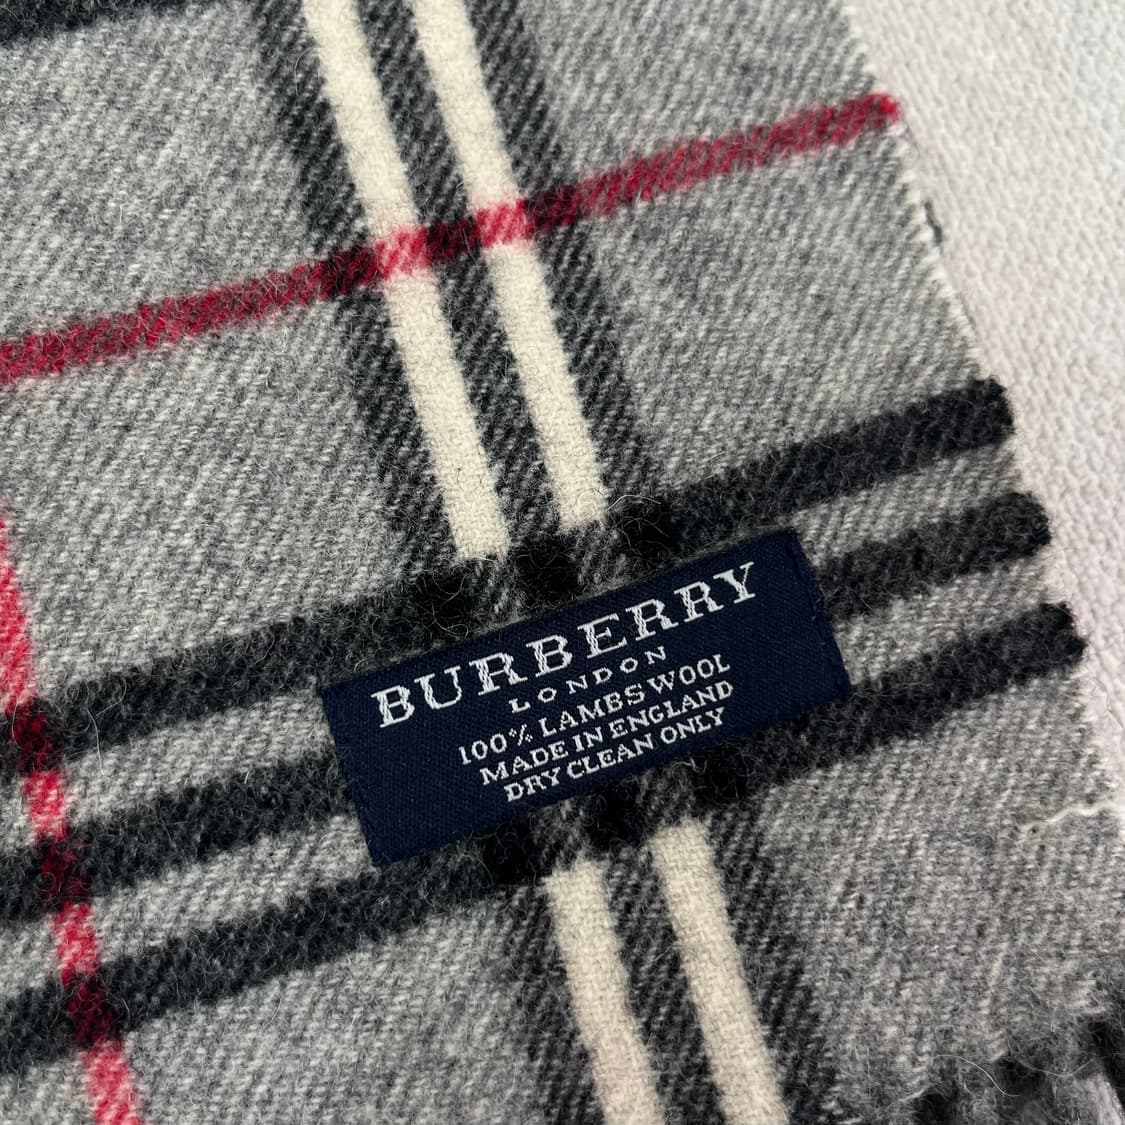 BURBERRY
LONDON
100% LAMBSWOOL
MADE IN ENGLAND
DRY CLEAN ONLY